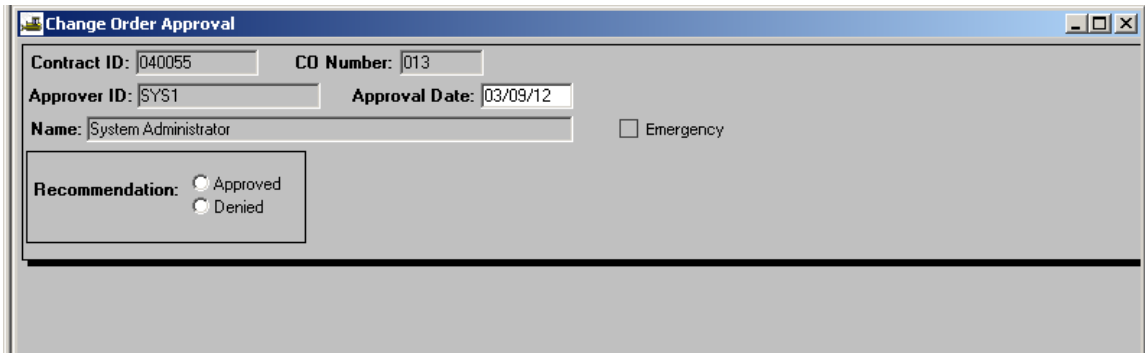 Change Order Approval
Contract ID: 040055 CO Number: 013
Approver ID: SYS1 Approval Date: 03/09/12
Name: System Administrator Emergency
Recommendation: Approved
Denied